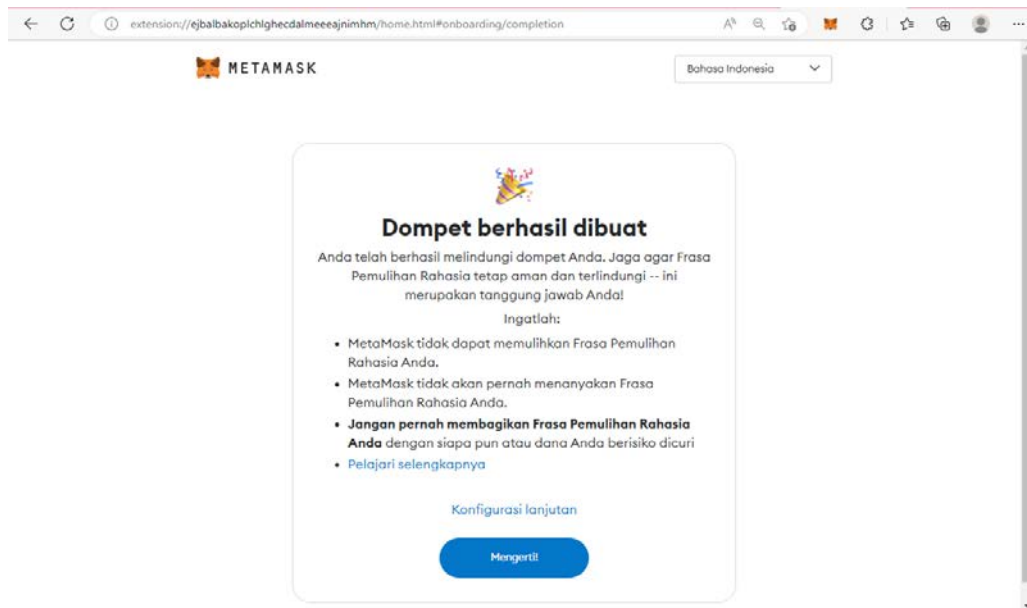 extension://ejbalbakoplchlghecdalmeeeajnimhm/home.html#onboarding/completion
METAMASK
Bahasa Indonesia
Dompet berhasil dibuat
Anda telah berhasil melindungi dompet Anda. Jaga agar Frasa
Pemulihan Rahasia tetap aman dan terlindungi -- ini
merupakan tanggung jawab Anda!
Ingatlah:
• MetaMask tidak dapat memulihkan Frasa Pemulihan
Rahasia Anda.
• MetaMask tidak akan pernah menanyakan Frasa
Pemulihan Rahasia Anda.
• Jangan pernah membagikan Frasa Pemulihan Rahasia
Anda dengan siapa pun atau dana Anda berisiko dicuri
• Pelajari selengkapnya
Konfigurasi lanjutan
Mengerti!